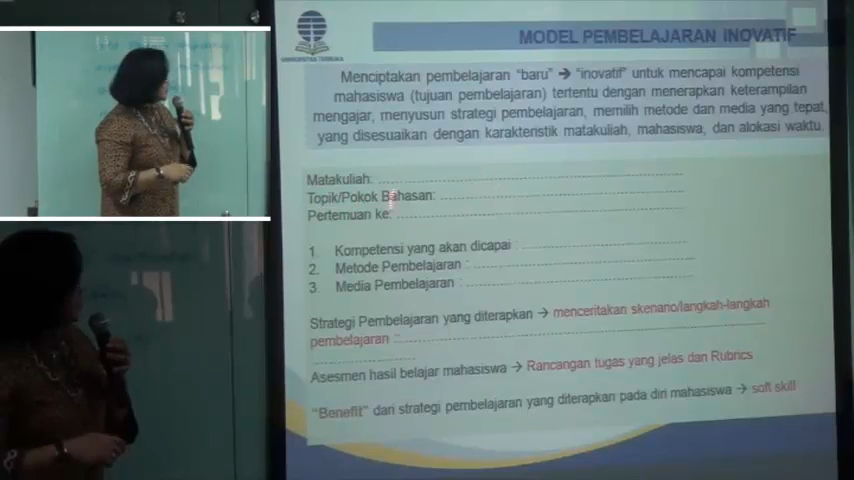 UNIVERSITAS TERBUKA
MODEL PEMBELAJARAN INOVATIF
Menciptakan pembelajaran “baru” → “inovatif” untuk mencapai kompetensi
mahasiswa (tujuan pembelajaran) tertentu dengan menerapkan keterampilan
mengajar, menyusun strategi pembelajaran, memilih metode dan media yang tepat,
yang disesuaikan dengan karakteristik matakuliah, mahasiswa, dan alokasi waktu.
Matakuliah:
Topik/Pokok Bahasan:
Pertemuan ke:
1. Kompetensi yang akan dicapai :
2. Metode Pembelajaran :
3. Media Pembelajaran :
Strategi Pembelajaran yang diterapkan → menceritakan skenario/langkah-langkah
pembelajaran :
Asesmen hasil belajar mahasiswa → Rancangan tugas yang jelas dan Rubrics
“Benefit” dari strategi pembelajaran yang diterapkan pada diri mahasiswa → soft skill